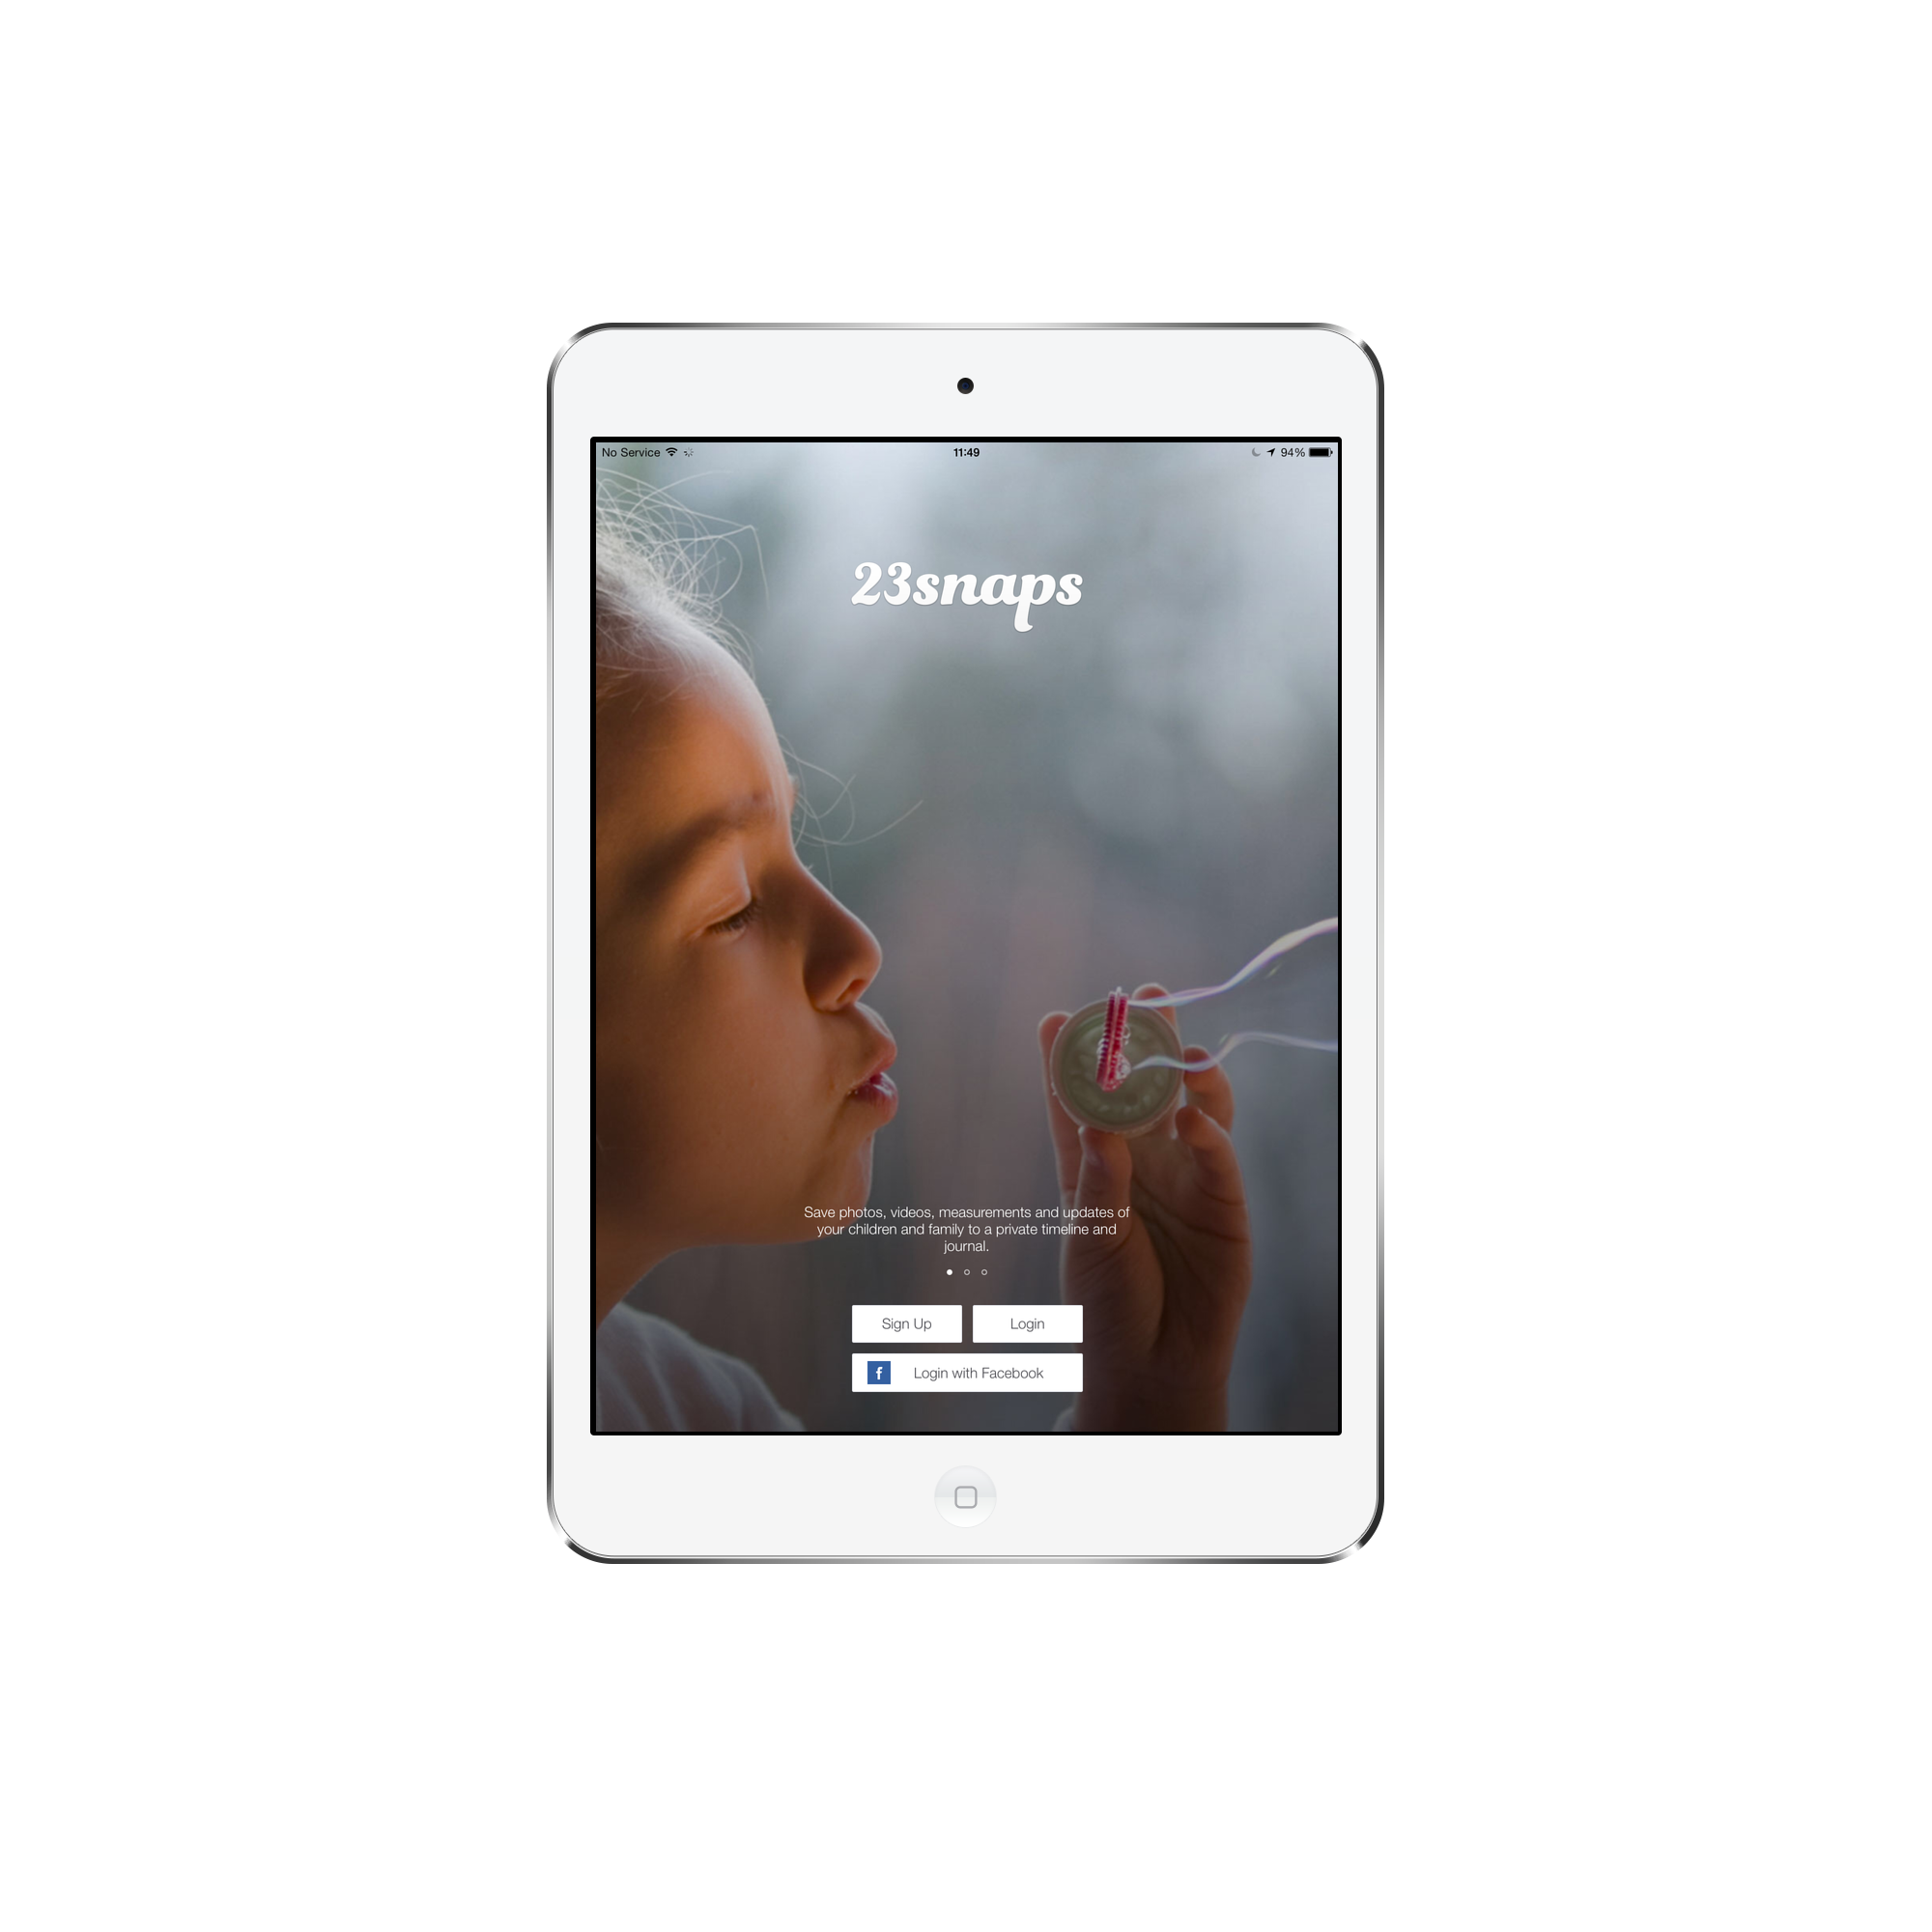 No Service 11:49 94%
23snaps
Save photos, videos, measurements and updates of
your children and family to a private timeline and
journal.
Sign Up Login
f Login with Facebook